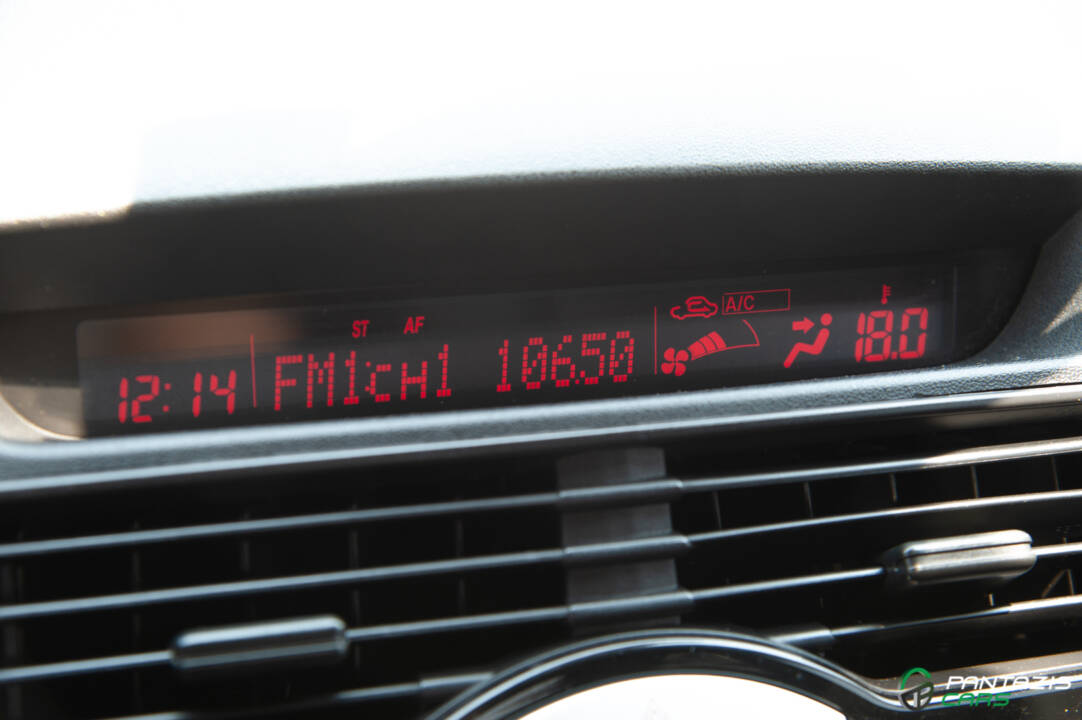 ST AF
A/C
12:14 FM1:CH1 106.50 18.0
PANTAZIS
CARS